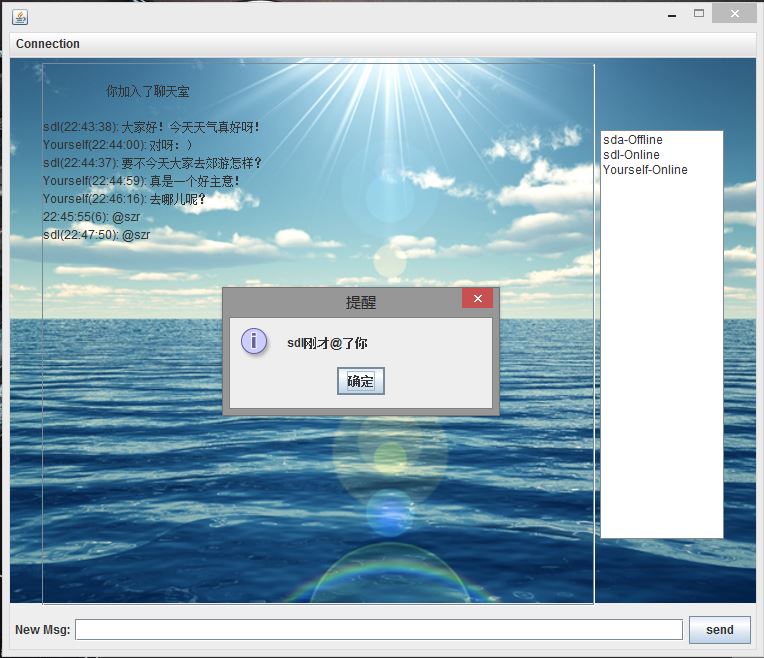 Connection
你加入了聊天室
sdl(22:43:38): 大家好！今天天气真好呀！
Yourself(22:44:00): 对呀：）
sdl(22:44:37): 要不今天大家去郊游怎样？
Yourself(22:44:59): 真是一个好主意！
Yourself(22:46:16): 去哪儿呢？
22:45:55(6): @szr
sdl(22:47:50): @szr
sda-Offline
sdl-Online
Yourself-Online
提醒
sdl刚才@了你
确定
New Msg:
send